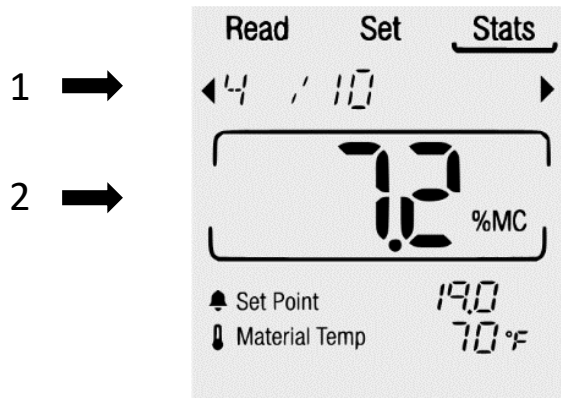 Read Set Stats
1 4 / 10
2 7.2 %MC
Set Point 19.0
Material Temp 70 °F